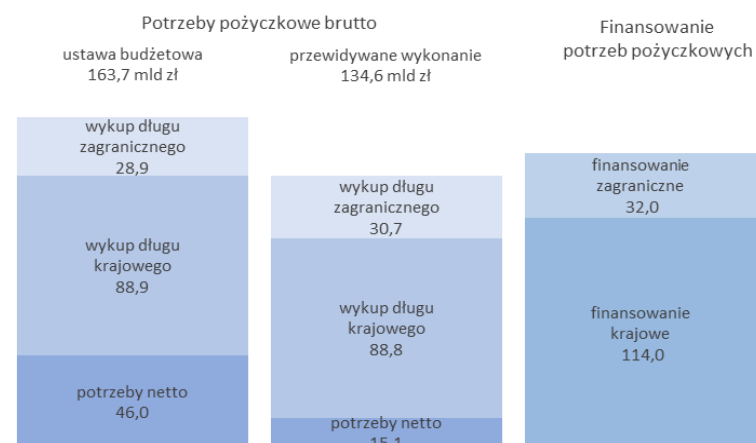 Potrzeby pożyczkowe brutto
ustawa budżetowa
163,7 mld zł
przewidywane wykonanie
134,6 mld zł
Finansowanie
potrzeb pożyczkowych
wykup długu
zagranicznego
28,9
wykup długu
krajowego
88,9
potrzeby netto
46,0
wykup długu
zagranicznego
30,7
wykup długu
krajowego
88,8
potrzeby netto
15,1
finansowanie
zagraniczne
32,0
finansowanie
krajowe
114,0